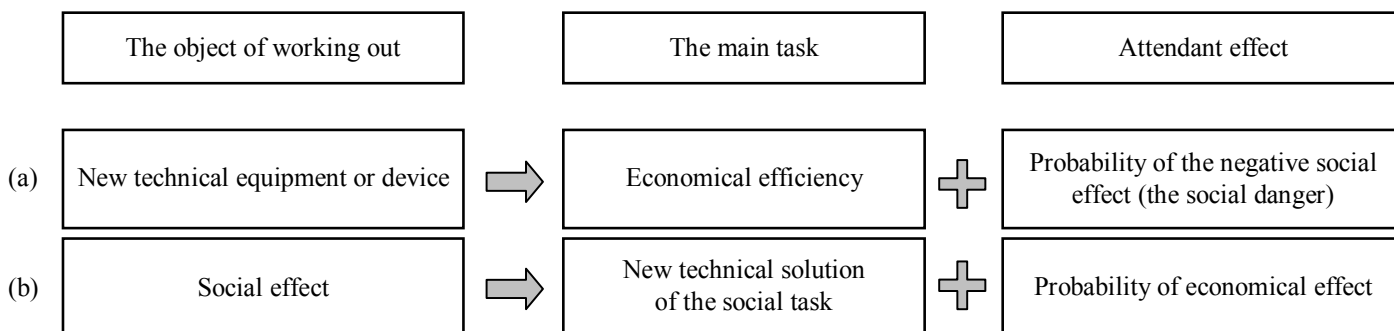 The object of working out
The main task
Attendant effect
(a)
New technical equipment or device
Economical efficiency
Probability of the negative social
effect (the social danger)
(b)
Social effect
New technical solution
of the social task
Probability of economical effect